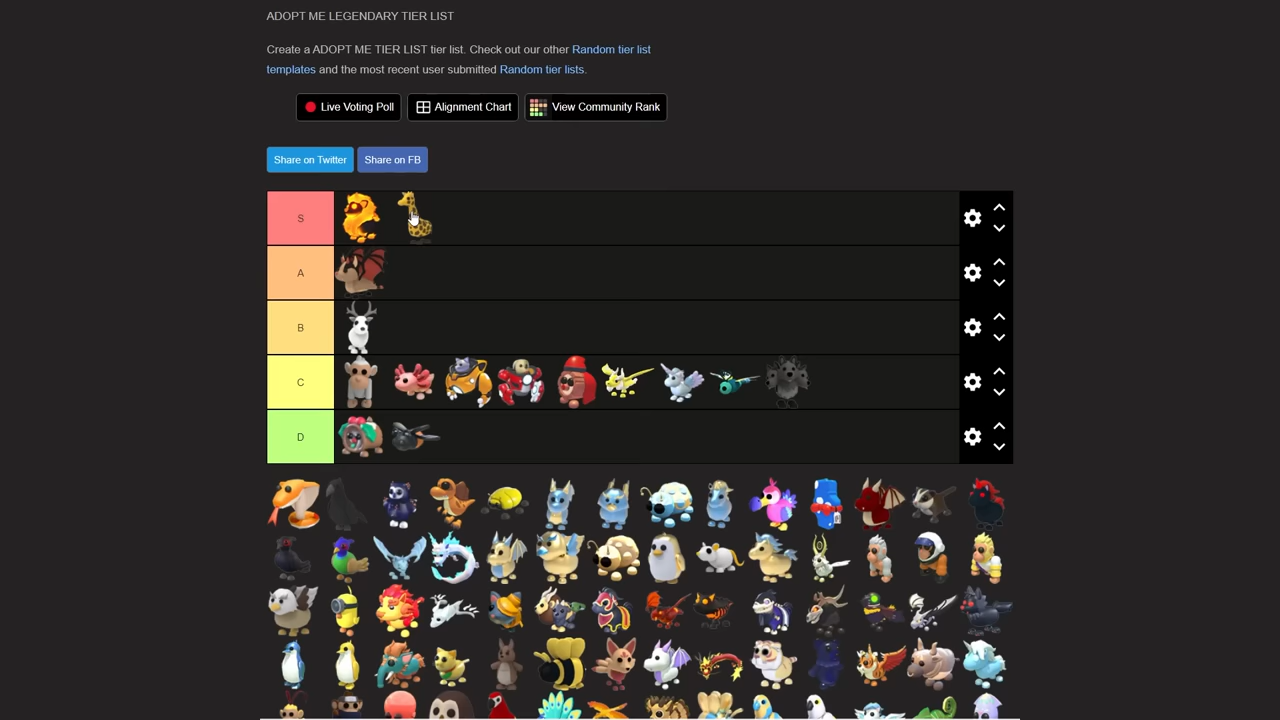 ADOPT ME LEGENDARY TIER LIST
Create a ADOPT ME TIER LIST tier list. Check out our other Random tier list
templates and the most recent user submitted Random tier lists.
Live Voting Poll
Alignment Chart
View Community Rank
Share on Twitter
Share on FB
S
A
B
C
D